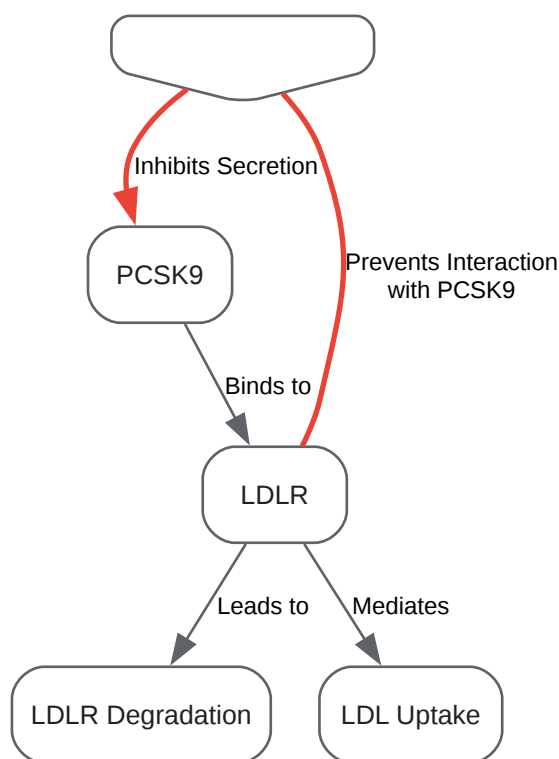 Inhibits Secretion
PCSK9
Prevents Interaction
with PCSK9
Binds to
LDLR
Leads to
Mediates
LDLR Degradation
LDL Uptake